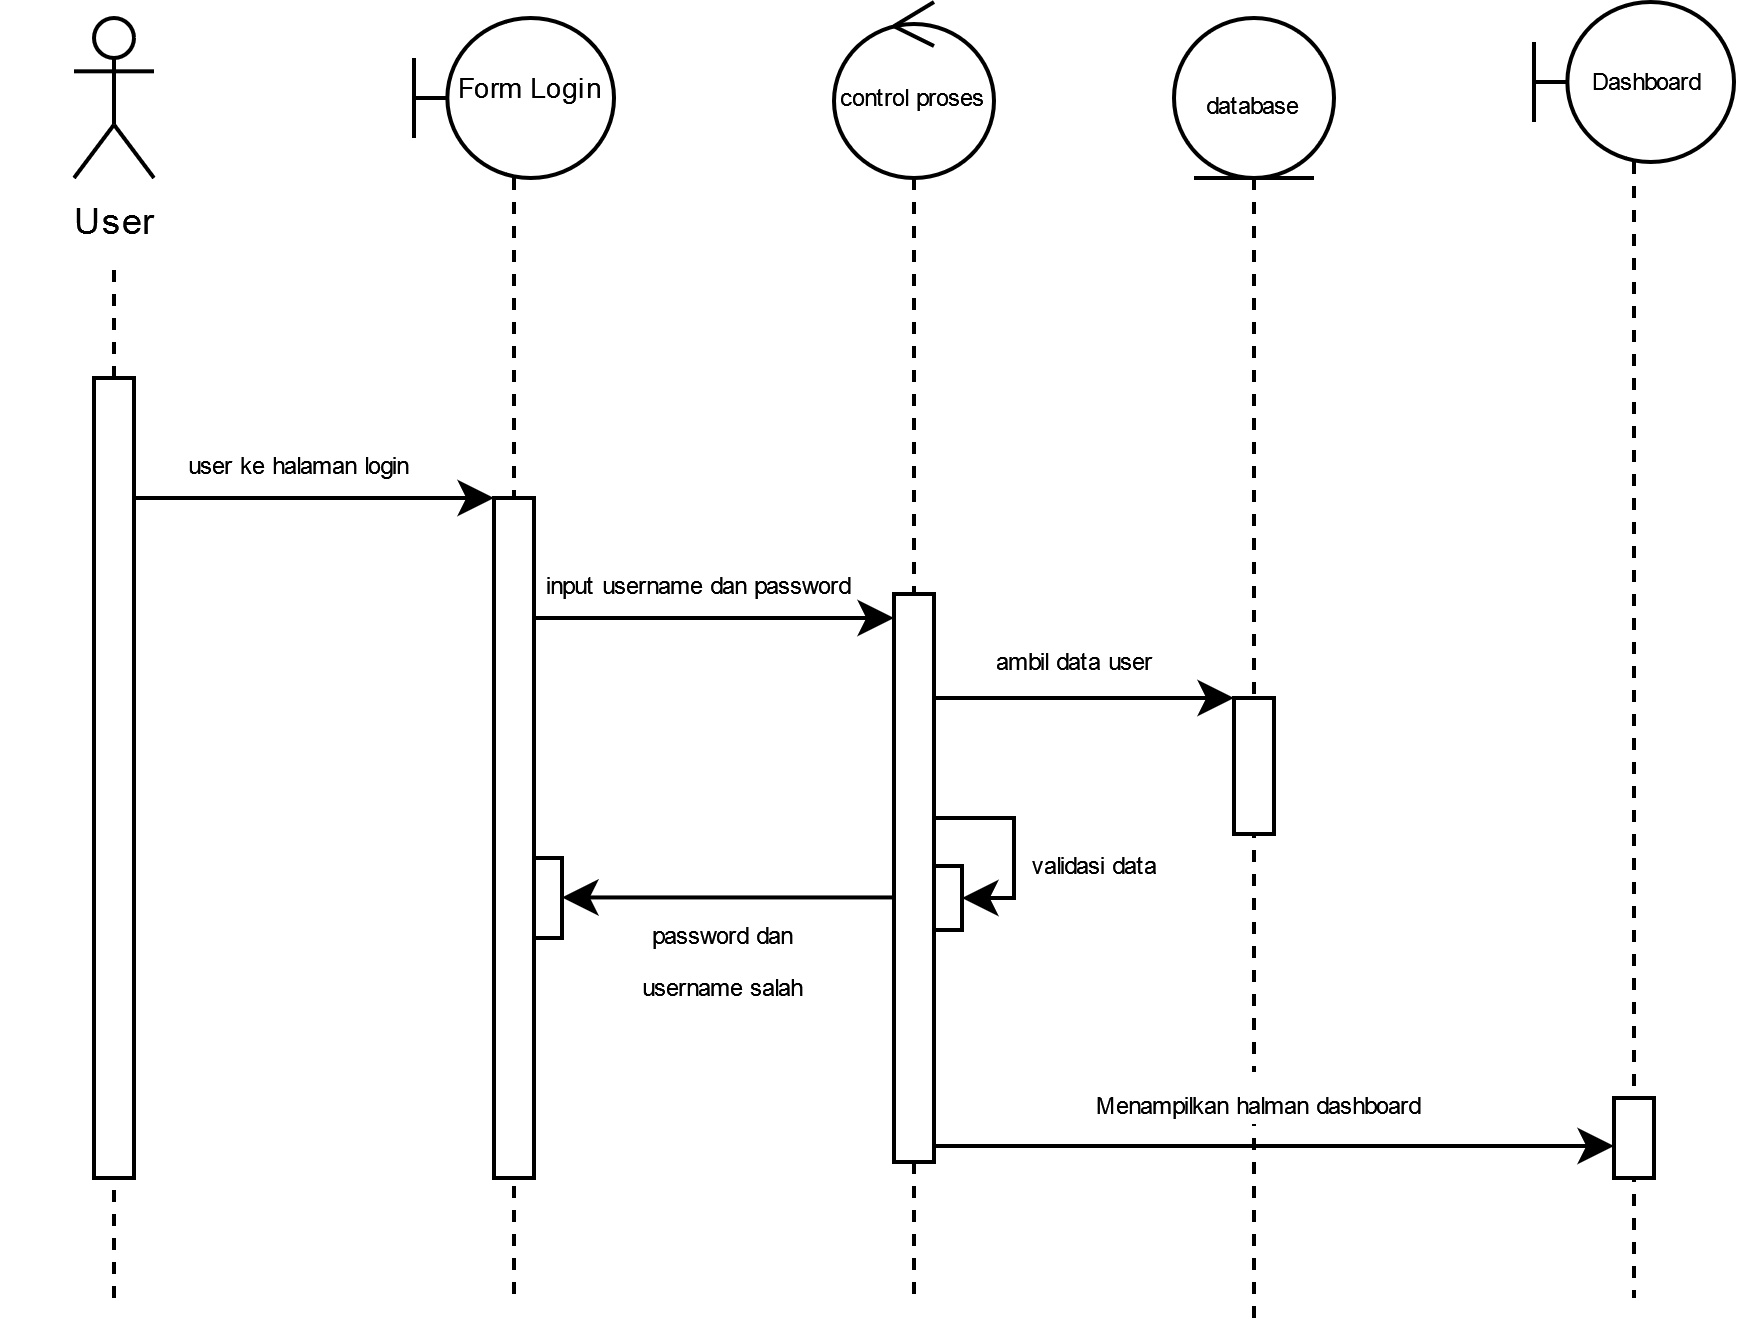 User
Form Login
control proses
database
Dashboard
user ke halaman login
input username dan password
ambil data user
validasi data
password dan
username salah
Menampilkan halman dashboard